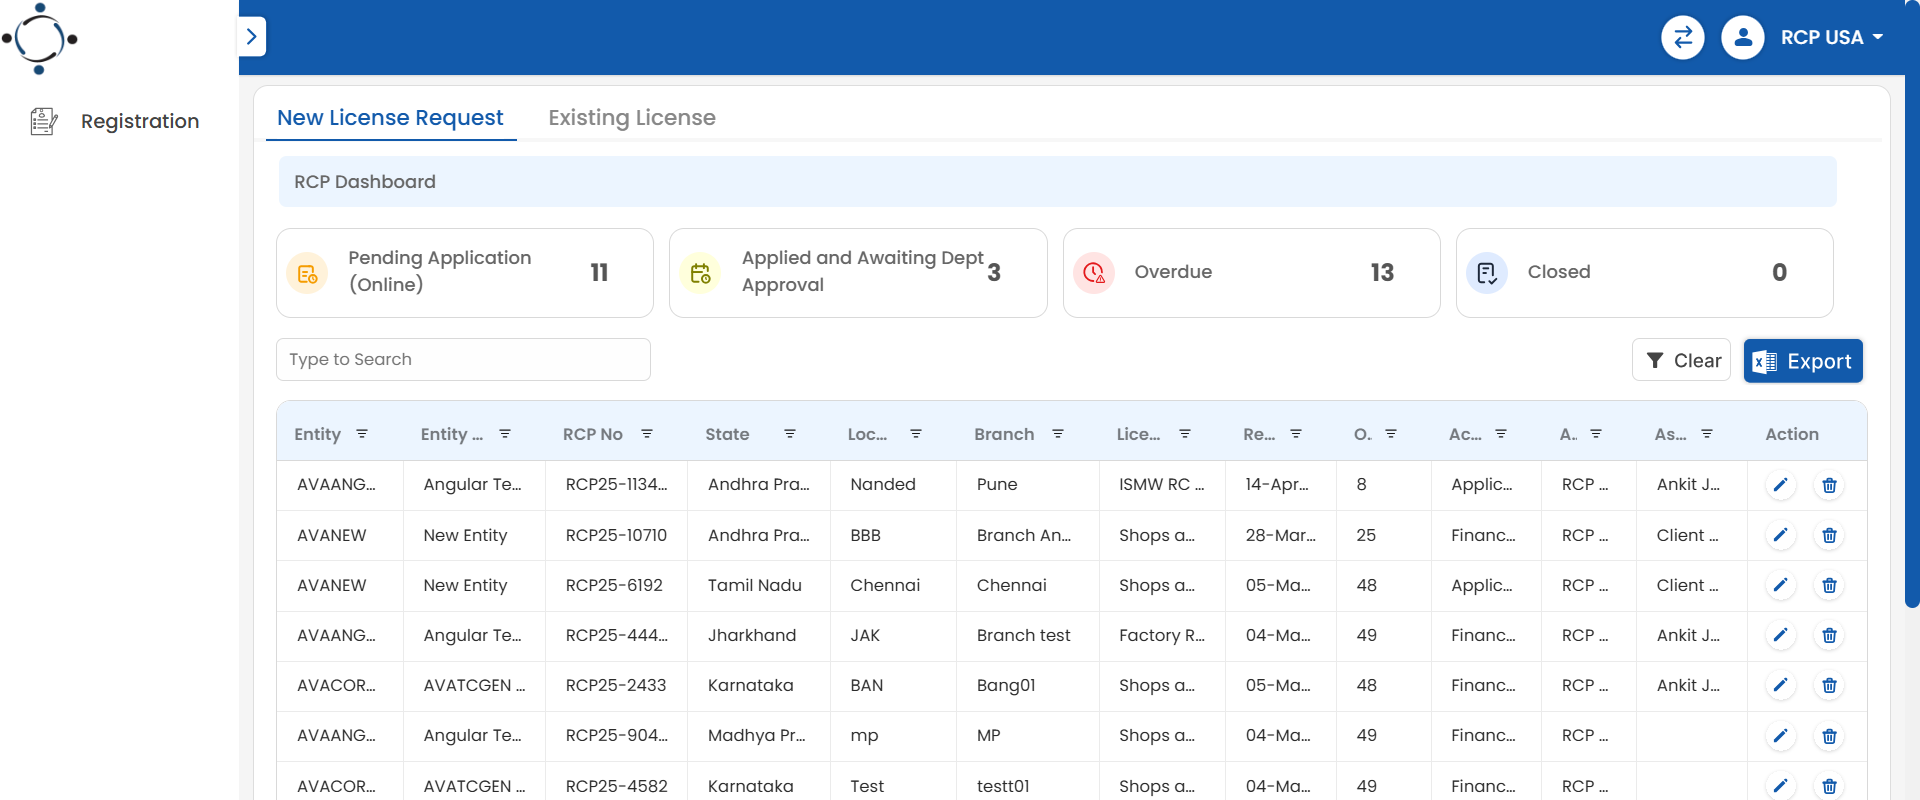 RCP USA
Registration
New License Request Existing License
RCP Dashboard
Pending Application
(Online)
11
Applied and Awaiting Dept
Approval
3
Overdue 13
Closed 0
Type to Search
Clear Export
Entity Entity ... RCP No State Loc... Branch Lice... Re... O.. Ac... A.. As... Action
AVAANG... Angular Te... RCP25-1134... Andhra Pra... Nanded Pune ISMW RC ... 14-Apr... 8 Applic... RCP ... Ankit J...
AVANEW New Entity RCP25-10710 Andhra Pra... BBB Branch An... Shops a... 28-Mar... 25 Financ... RCP ... Client ...
AVANEW New Entity RCP25-6192 Tamil Nadu Chennai Chennai Shops a... 05-Ma... 48 Applic... RCP ... Client ...
AVAANG... Angular Te... RCP25-444... Jharkhand JAK Branch test Factory R... 04-Ma... 49 Financ... RCP ... Ankit J...
AVACOR... AVATCGEN ... RCP25-2433 Karnataka BAN Bang01 Shops a... 05-Ma... 48 Financ... RCP ... Ankit J...
AVAANG... Angular Te... RCP25-904... Madhya Pr... mp MP Shops a... 04-Ma... 49 Financ... RCP ...
AVACOR... AVATCGEN ... RCP25-4582 Karnataka Test testt01 Shops a... 04-Ma... 49 Financ... RCP ...